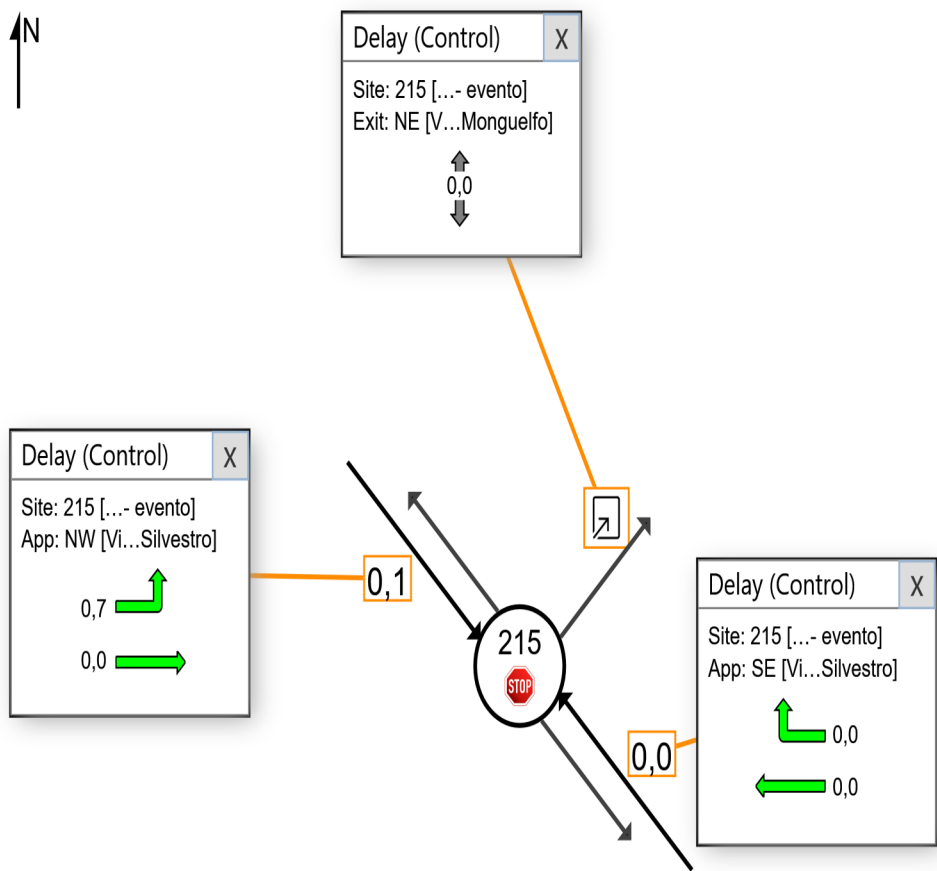 N
Delay (Control) X
Site: 215 [...- evento]
Exit: NE [V...Monguelfo]
0,0
Delay (Control) X
Site: 215 [...- evento]
App: NW [Vi...Silvestro]
0,7
0,0
0,1
215
STOP
0,0
Delay (Control) X
Site: 215 [...- evento]
App: SE [Vi...Silvestro]
0,0
0,0